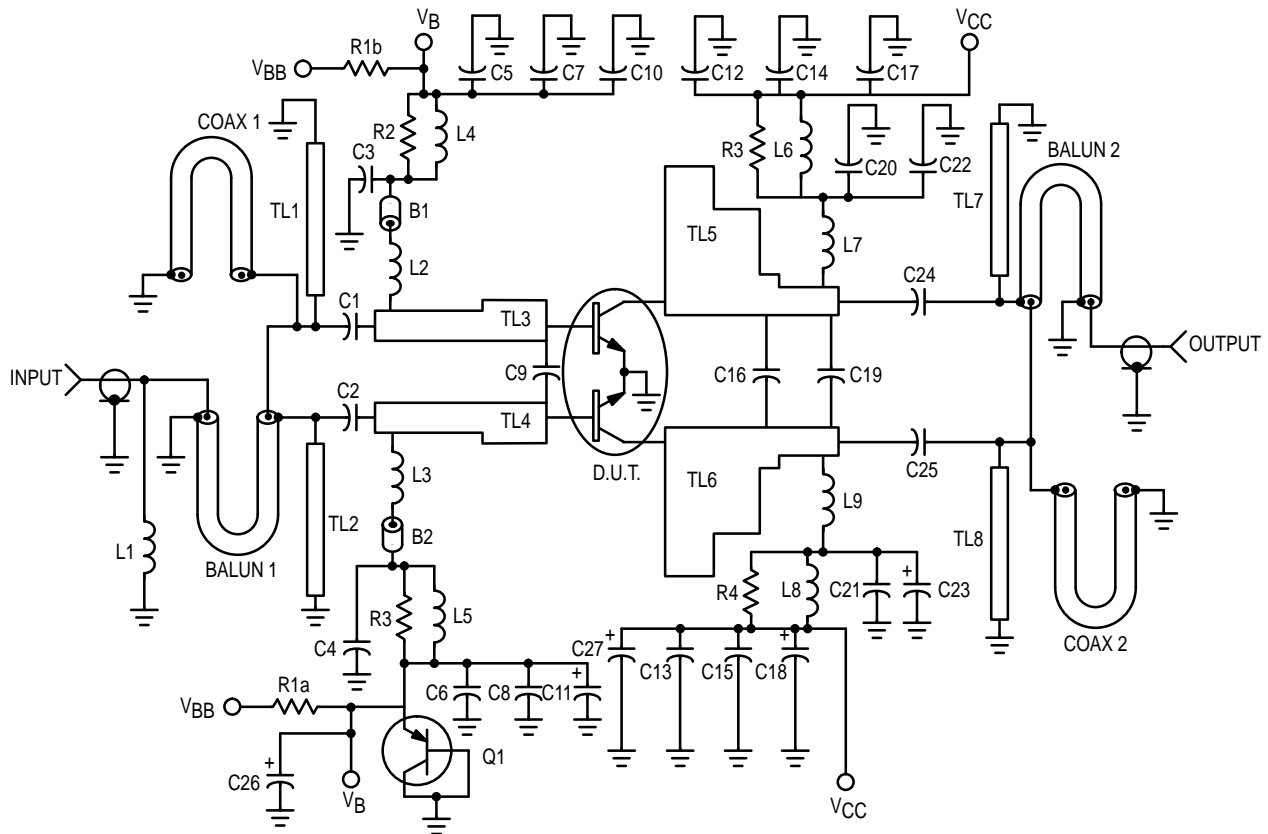 VB
VCC
R1b
VBB
C5
C7
C10
C12
C14
C17
COAX 1
R2
L4
R3
L6
C20
C22
BALUN 2
C3
TL1
B1
TL5
TL7
L2
L7
C24
C1
TL3
INPUT
C9
C16
C19
OUTPUT
C2
TL4
D.U.T.
C25
L3
TL6
L9
TL2
B2
TL8
L1
BALUN 1
R3
L5
R4
L8
C21
+
C23
C4
+
C27
C13
C15
+
C18
COAX 2
R1a
VBB
C6
C8
+
C11
+
C26
VB
Q1
VCC